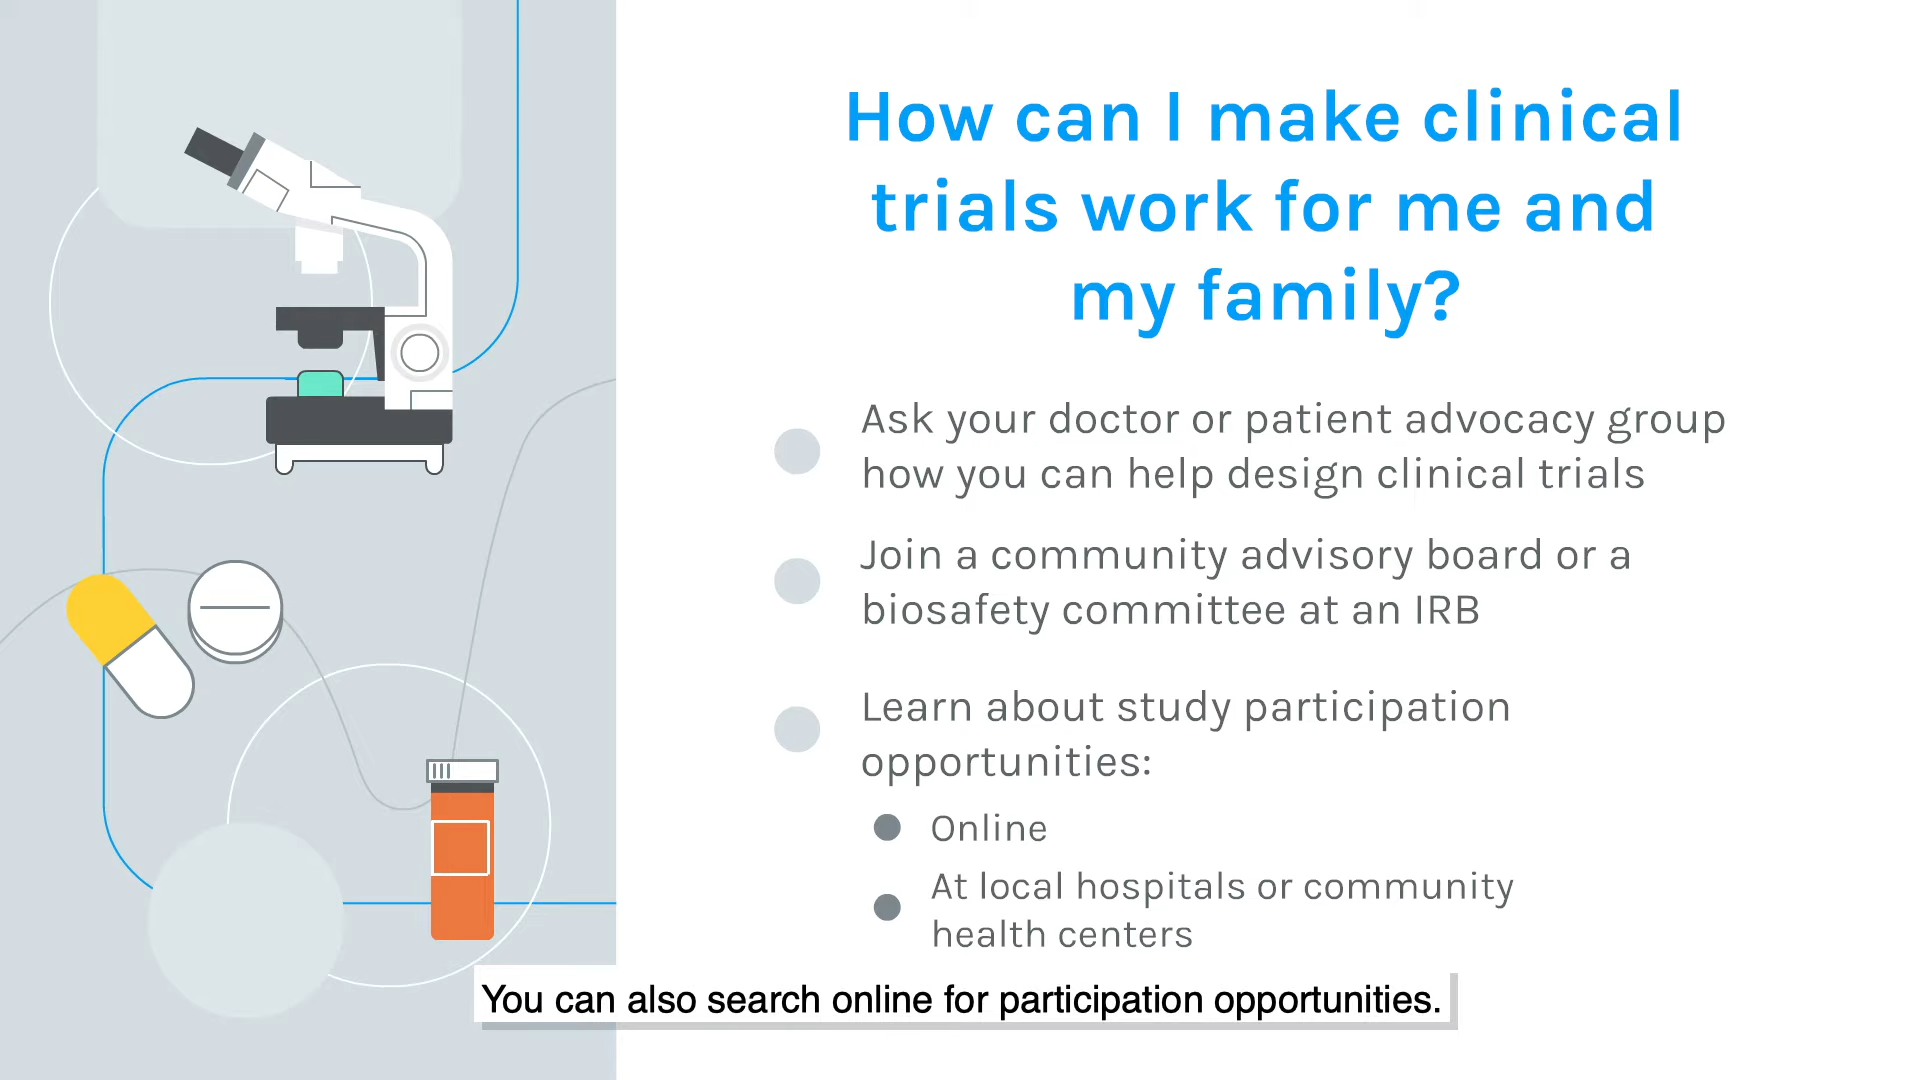 How can I make clinical
trials work for me and
my family?
Ask your doctor or patient advocacy group
how you can help design clinical trials
Join a community advisory board or a
biosafety committee at an IRB
Learn about study participation
opportunities:
Online
At local hospitals or community
health centers
You can also search online for participation opportunities.